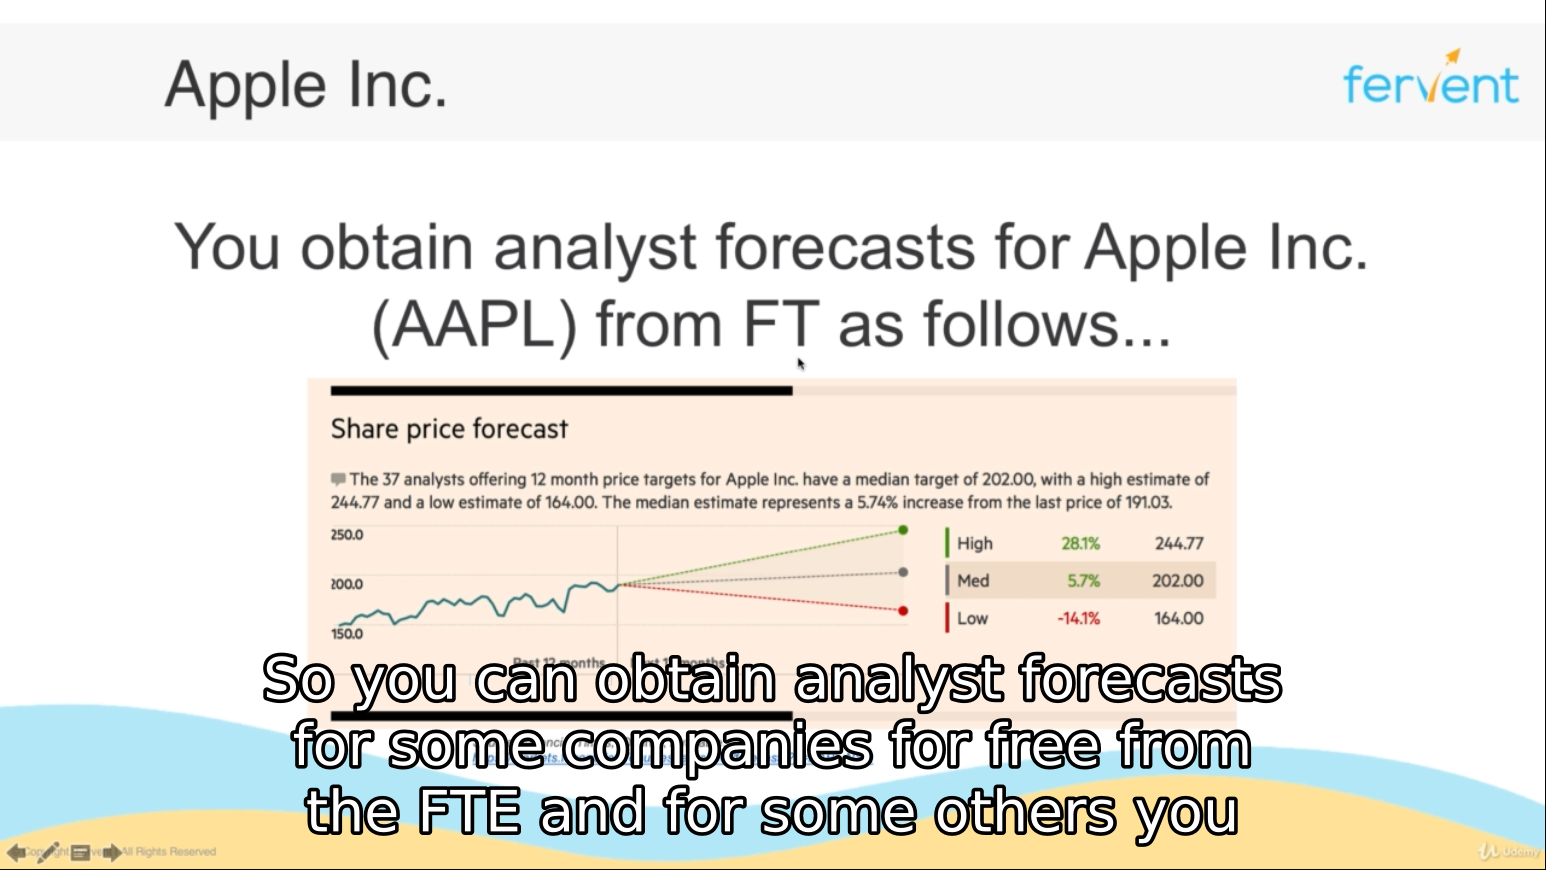 Apple Inc.
fervent
You obtain analyst forecasts for Apple Inc.
(AAPL) from FT as follows...
Share price forecast
The 37 analysts offering 12 month price targets for Apple Inc. have a median target of 202.00, with a high estimate of
244.77 and a low estimate of 164.00. The median estimate represents a 5.74% increase from the last price of 191.03.
250.0
200.0
150.0
High 28.1% 244.77
Med 5.7% 202.00
Low -14.1% 164.00
Past 12 months Next 12 months
So you can obtain analyst forecasts
for some companies for free from
the FTE and for some others you
All Rights Reserved
Udemy